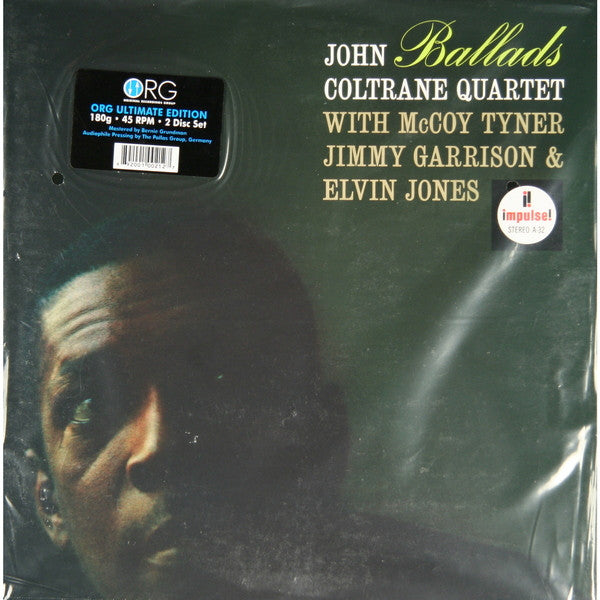 JOHN Ballads
COLTRANE QUARTET
WITH McCOY TYNER
JIMMY GARRISON &
ELVIN JONES
ORG
ORIGINAL RECORDINGS GROUP
ORG ULTIMATE EDITION
180g • 45 RPM • 2 Disc Set
Mastered by Bernie Grundman
Audiophile Pressing by The Pallas Group, Germany
i!
impulse!
STEREO A-32